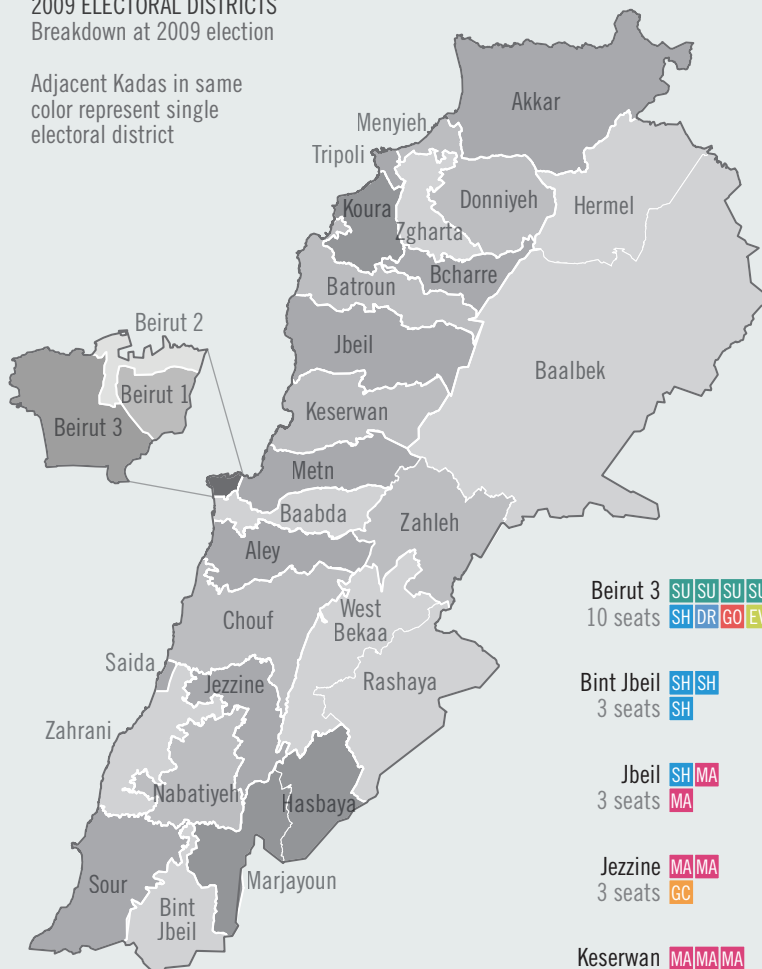 2009 ELECTORAL DISTRICTS
Breakdown at 2009 election
Adjacent Kadas in same
color represent single
electoral district
Akkar
Menyieh
Tripoli
Donniyeh
Hermel
Koura
Zgharta
Bcharre
Batroun
Jbeil
Baalbek
Beirut 2
Beirut 1
Beirut 3
Keserwan
Metn
Baabda
Zahleh
Aley
West
Bekaa
Chouf
Saida
Jezzine
Rashaya
Zahrani
Nabatiyeh
Hasbaya
Marjayoun
Sour
Bint
Jbeil
Beirut 3 SU SU SU SU
10 seats SH DR GO EV
Bint Jbeil SH SH
3 seats SH
Jbeil SH MA
3 seats MA
Jezzine MA MA
3 seats GC
Keserwan MA MA MA